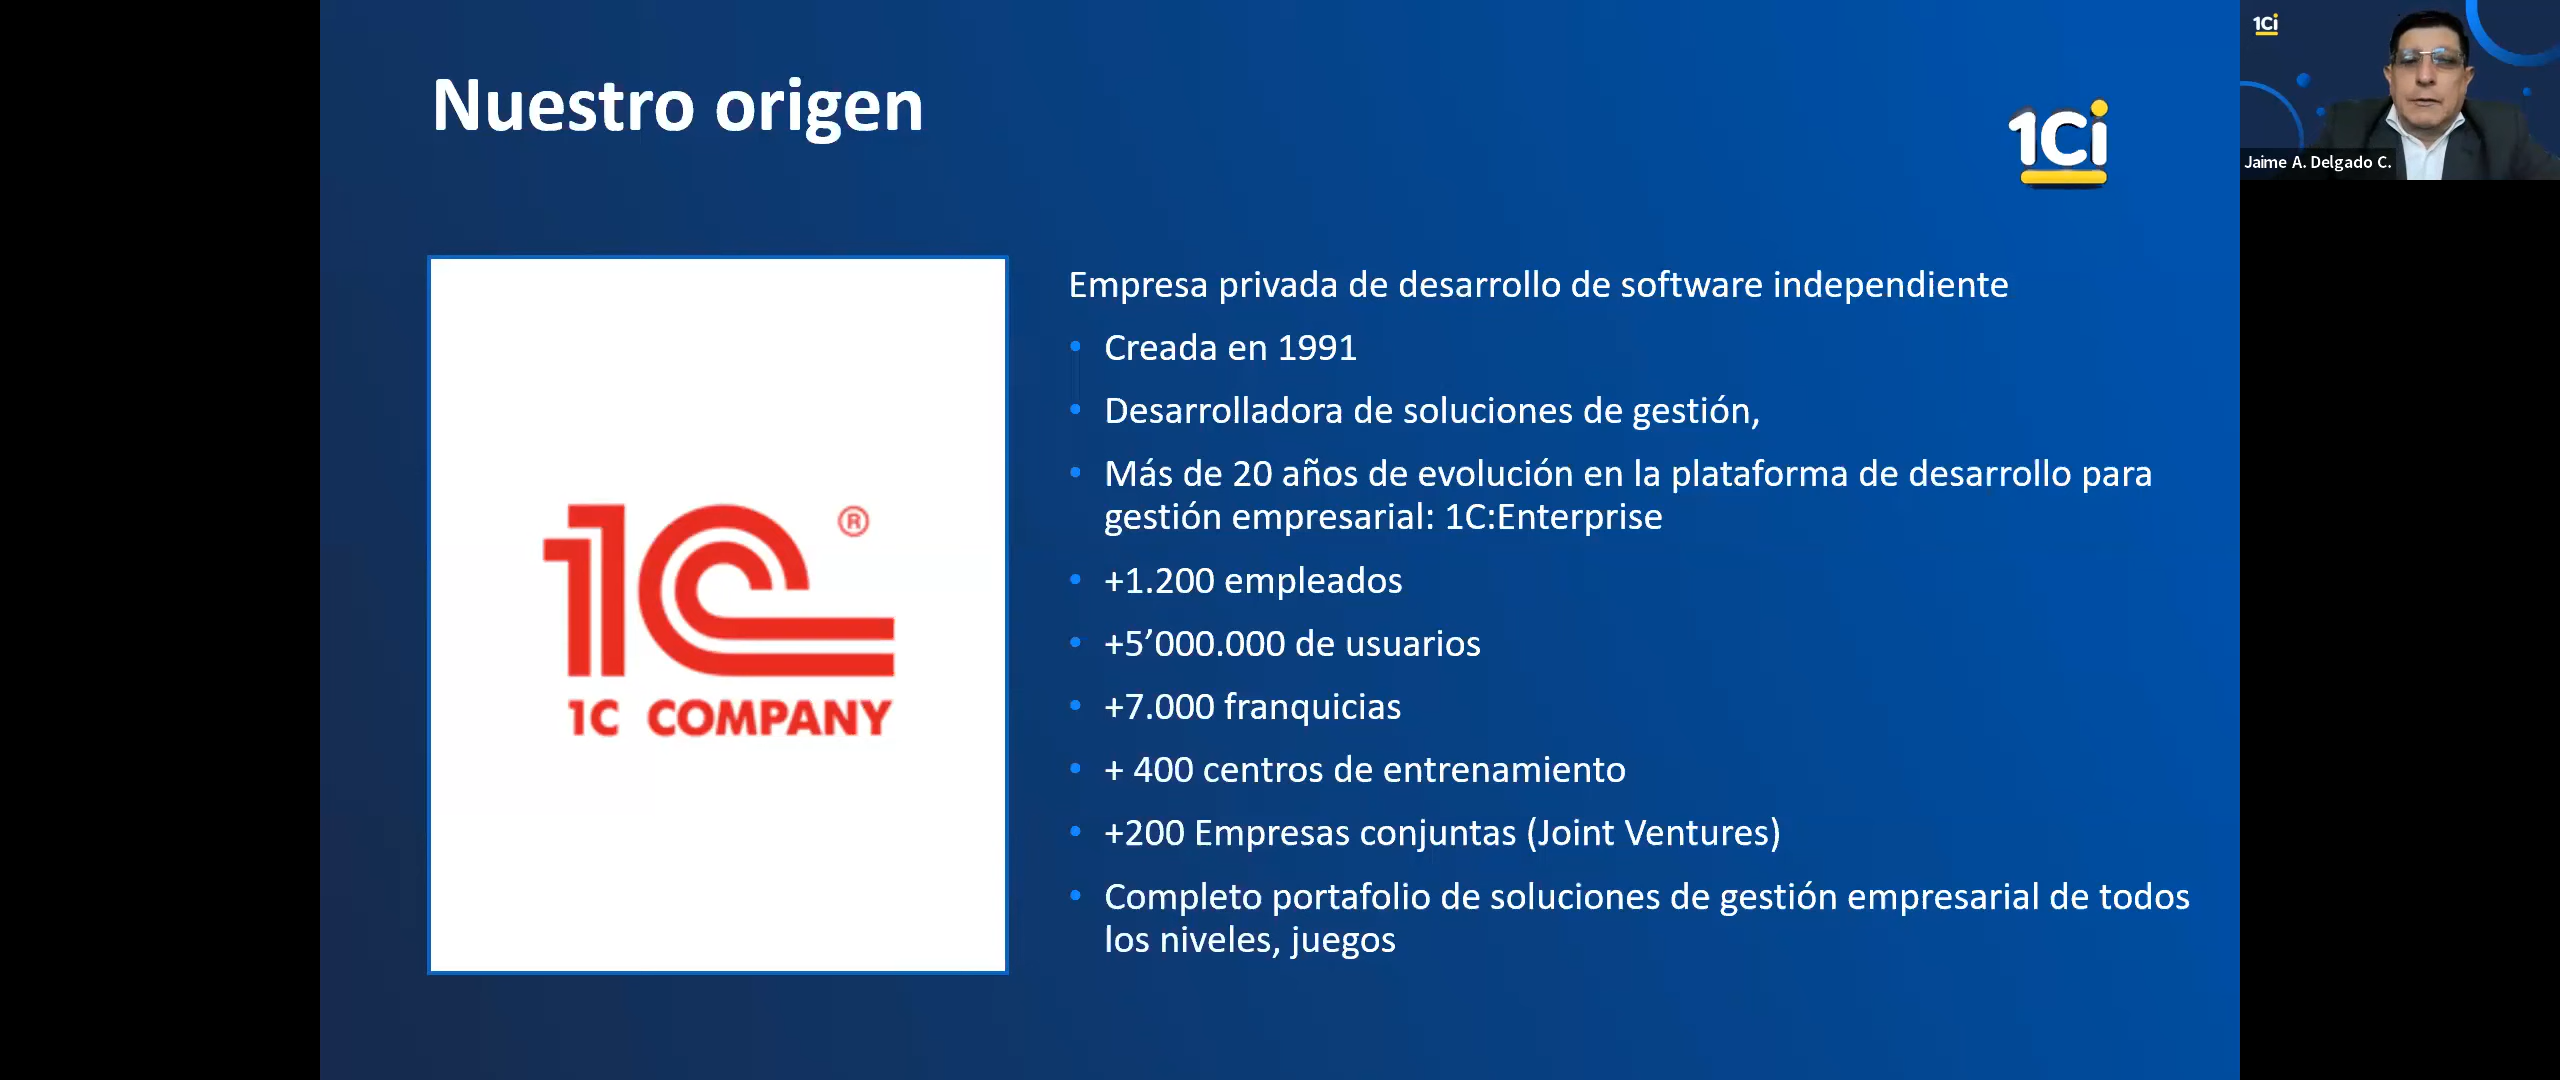 Nuestro origen
1Ci
1Ci
Jaime A. Delgado C.
Empresa privada de desarrollo de software independiente
• Creada en 1991
• Desarrolladora de soluciones de gestión,
• Más de 20 años de evolución en la plataforma de desarrollo para
gestión empresarial: 1C:Enterprise
• +1.200 empleados
• +5’000.000 de usuarios
• +7.000 franquicias
• + 400 centros de entrenamiento
• +200 Empresas conjuntas (Joint Ventures)
• Completo portafolio de soluciones de gestión empresarial de todos
los niveles, juegos
1C ®
1C COMPANY